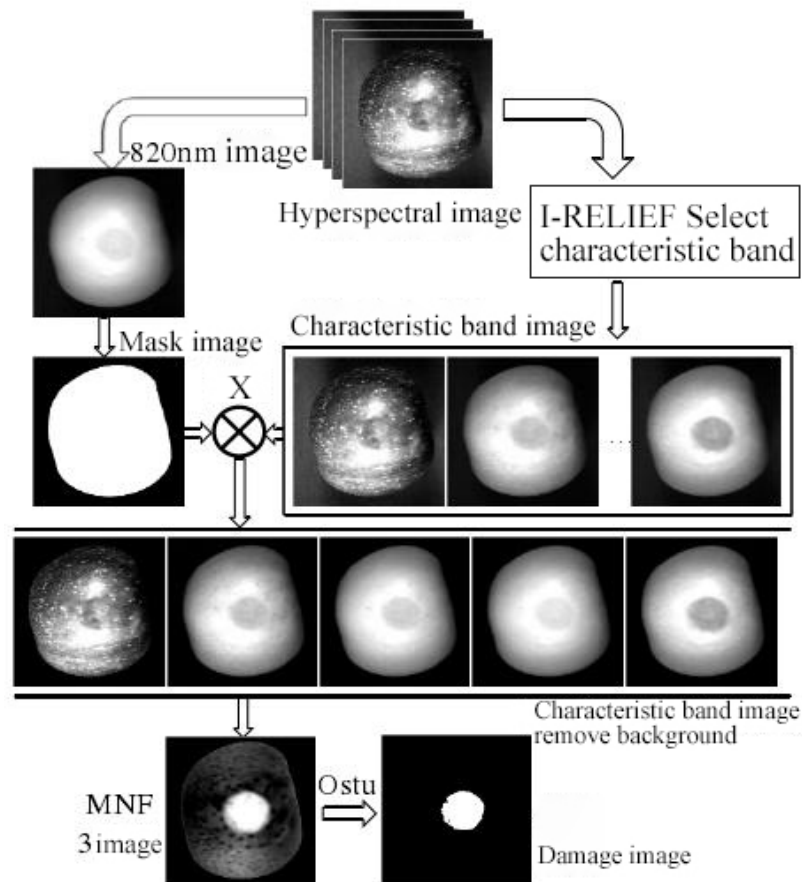 820nm image
Hyperspectral image
I-RELIEF Select
characteristic band
Characteristic band image
Mask image
X
Characteristic band image
remove background
MNF
3 image
Ostu
Damage image